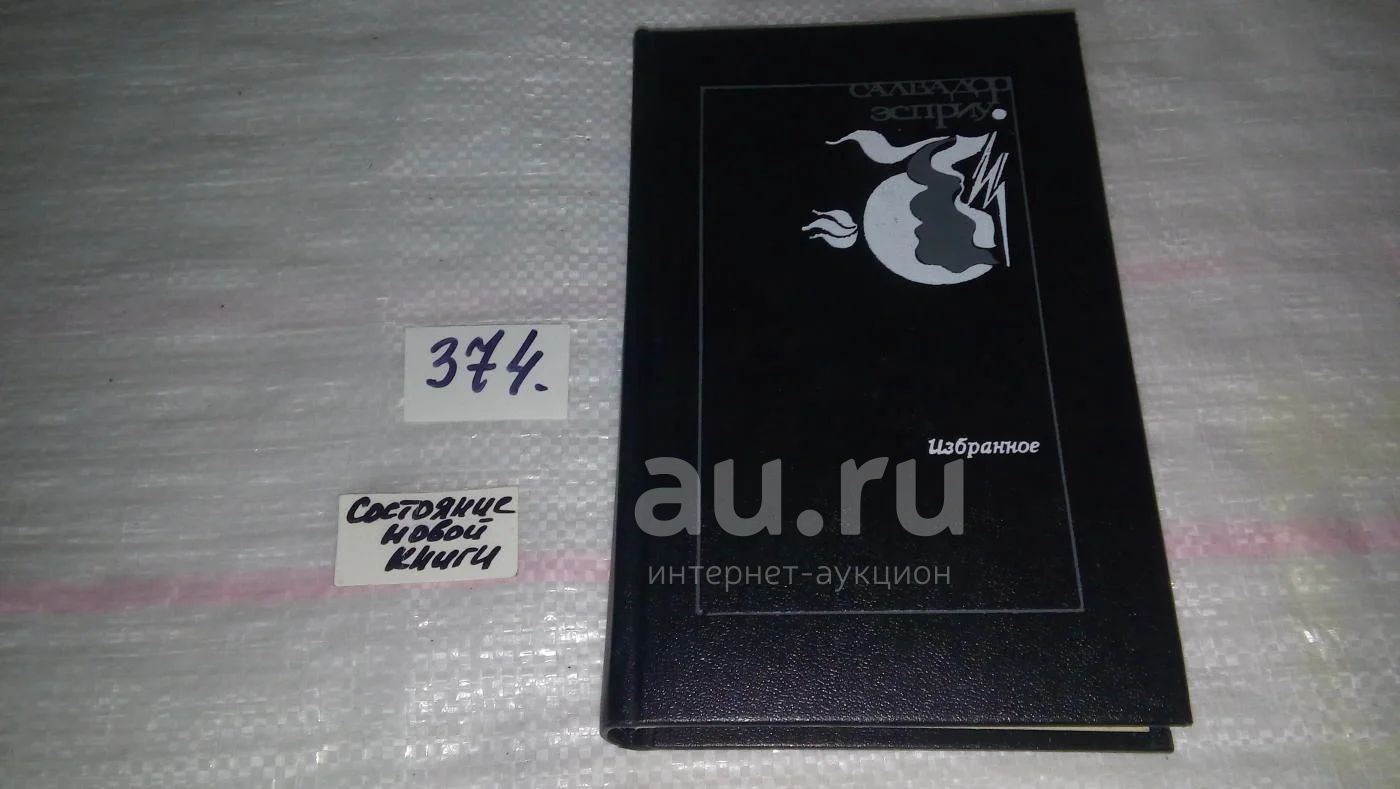 САЛВАДОР
ЭСПРИУ
Избранное
au.ru
интернет-аукцион
374.
Состояние
новой
книги